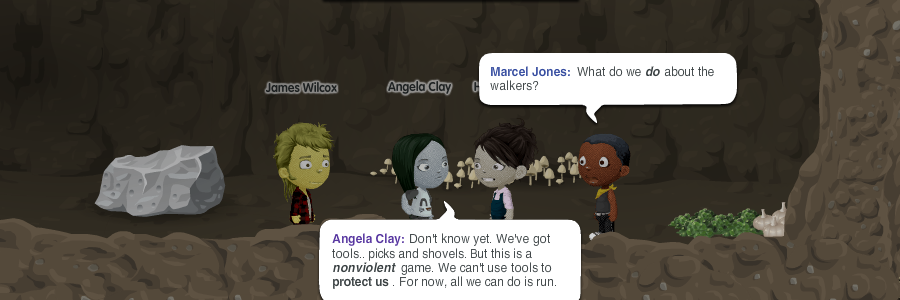 Marcel Jones: What do we do about the
walkers?
James Wilcox
Angela Clay
Angela Clay: Don't know yet. We've got
tools.. picks and shovels. But this is a
nonviolent game. We can't use tools to
protect us . For now, all we can do is run.